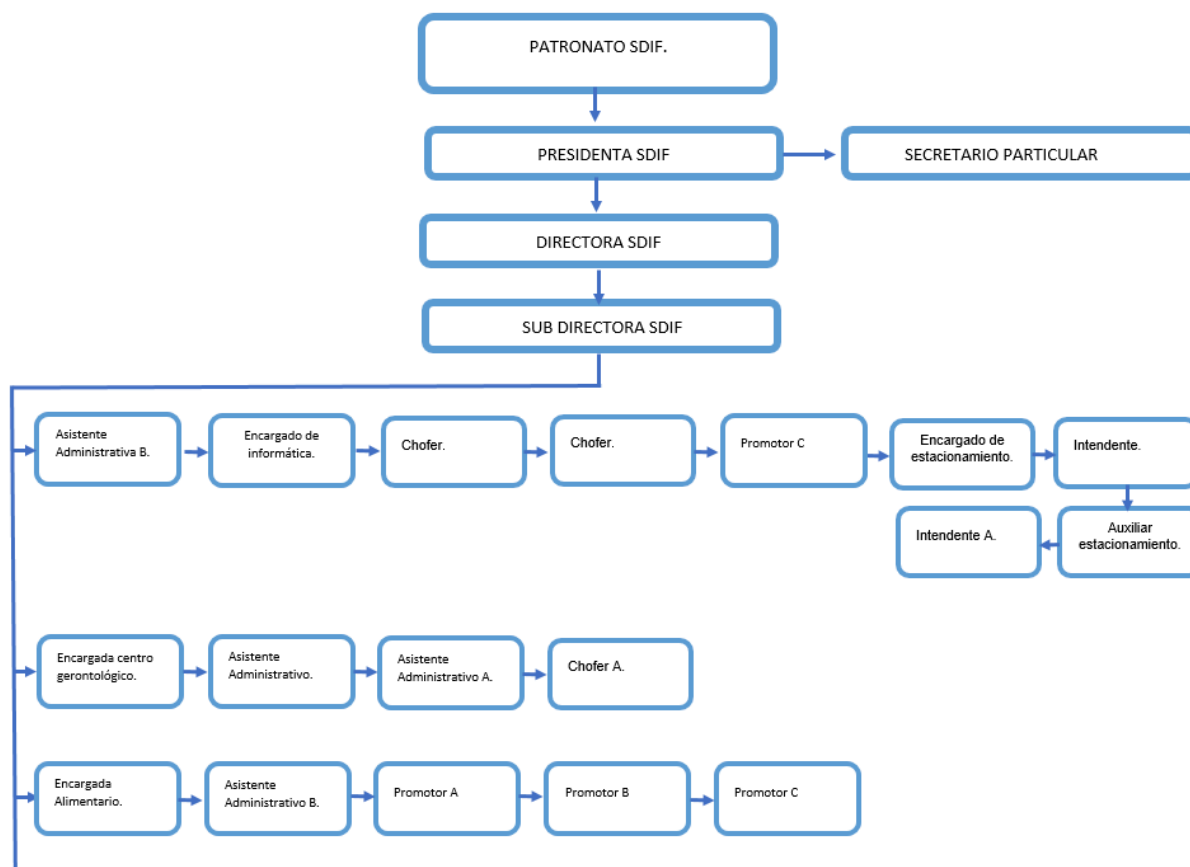 PATRONATO SDIF.
PRESIDENTA SDIF
SECRETARIO PARTICULAR
DIRECTORA SDIF
SUB DIRECTORA SDIF
Asistente
Administrativa B.
Encargado de
informática.
Chofer.
Chofer.
Promotor C
Encargado de
estacionamiento.
Intendente.
Intendente A.
Auxiliar
estacionamiento.
Encargada centro
gerontológico.
Asistente
Administrativo.
Asistente
Administrativo A.
Chofer A.
Encargada
Alimentario.
Asistente
Administrativo B.
Promotor A
Promotor B
Promotor C